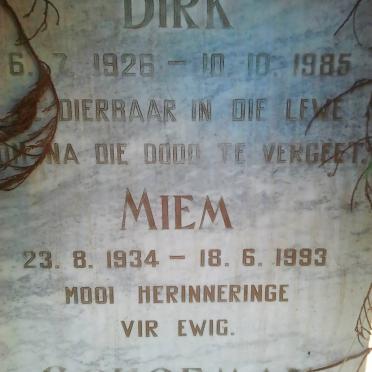 DIRK
6. 7. 1926 – 10. 10. 1985
DIERBAAR IN DIE LEWE
NA DIE DOOD TE VERGEET.
MIEM
23. 8. 1934 – 18. 6. 1993
MOOI HERINNERINGE
VIR EWIG.